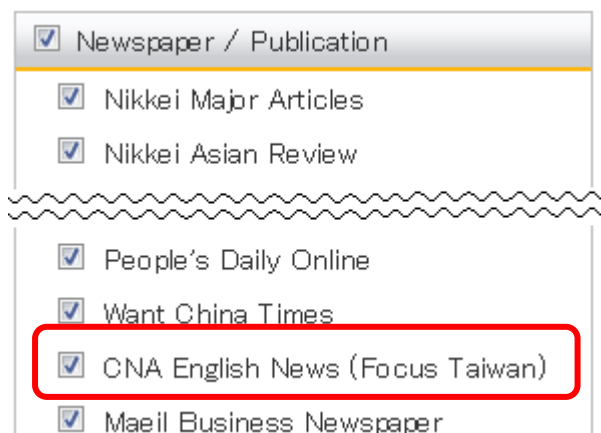 Newspaper / Publication
Nikkei Major Articles
Nikkei Asian Review
People's Daily Online
Want China Times
CNA English News (Focus Taiwan)
Maeil Business Newspaper